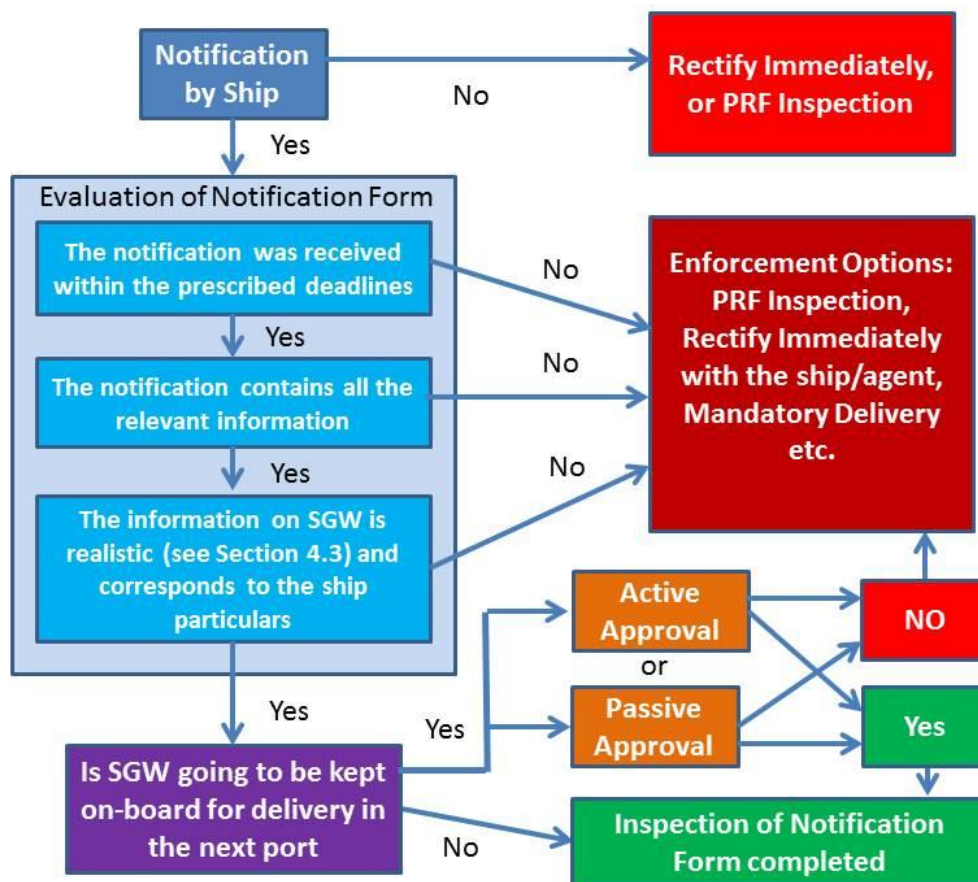 Notification
by Ship
No
Rectify Immediately,
or PRF Inspection
Yes
Evaluation of Notification Form
The notification was received
within the prescribed deadlines
No
Enforcement Options:
PRF Inspection,
Rectify Immediately
with the ship/agent,
Mandatory Delivery
etc.
Yes
The notification contains all the
relevant information
No
Yes
The information on SGW is
realistic (see Section 4.3) and
corresponds to the ship
particulars
No
Yes
Is SGW going to be kept
on-board for delivery in
the next port
Yes
Active
Approval
or
Passive
Approval
NO
Yes
No
Inspection of Notification
Form completed